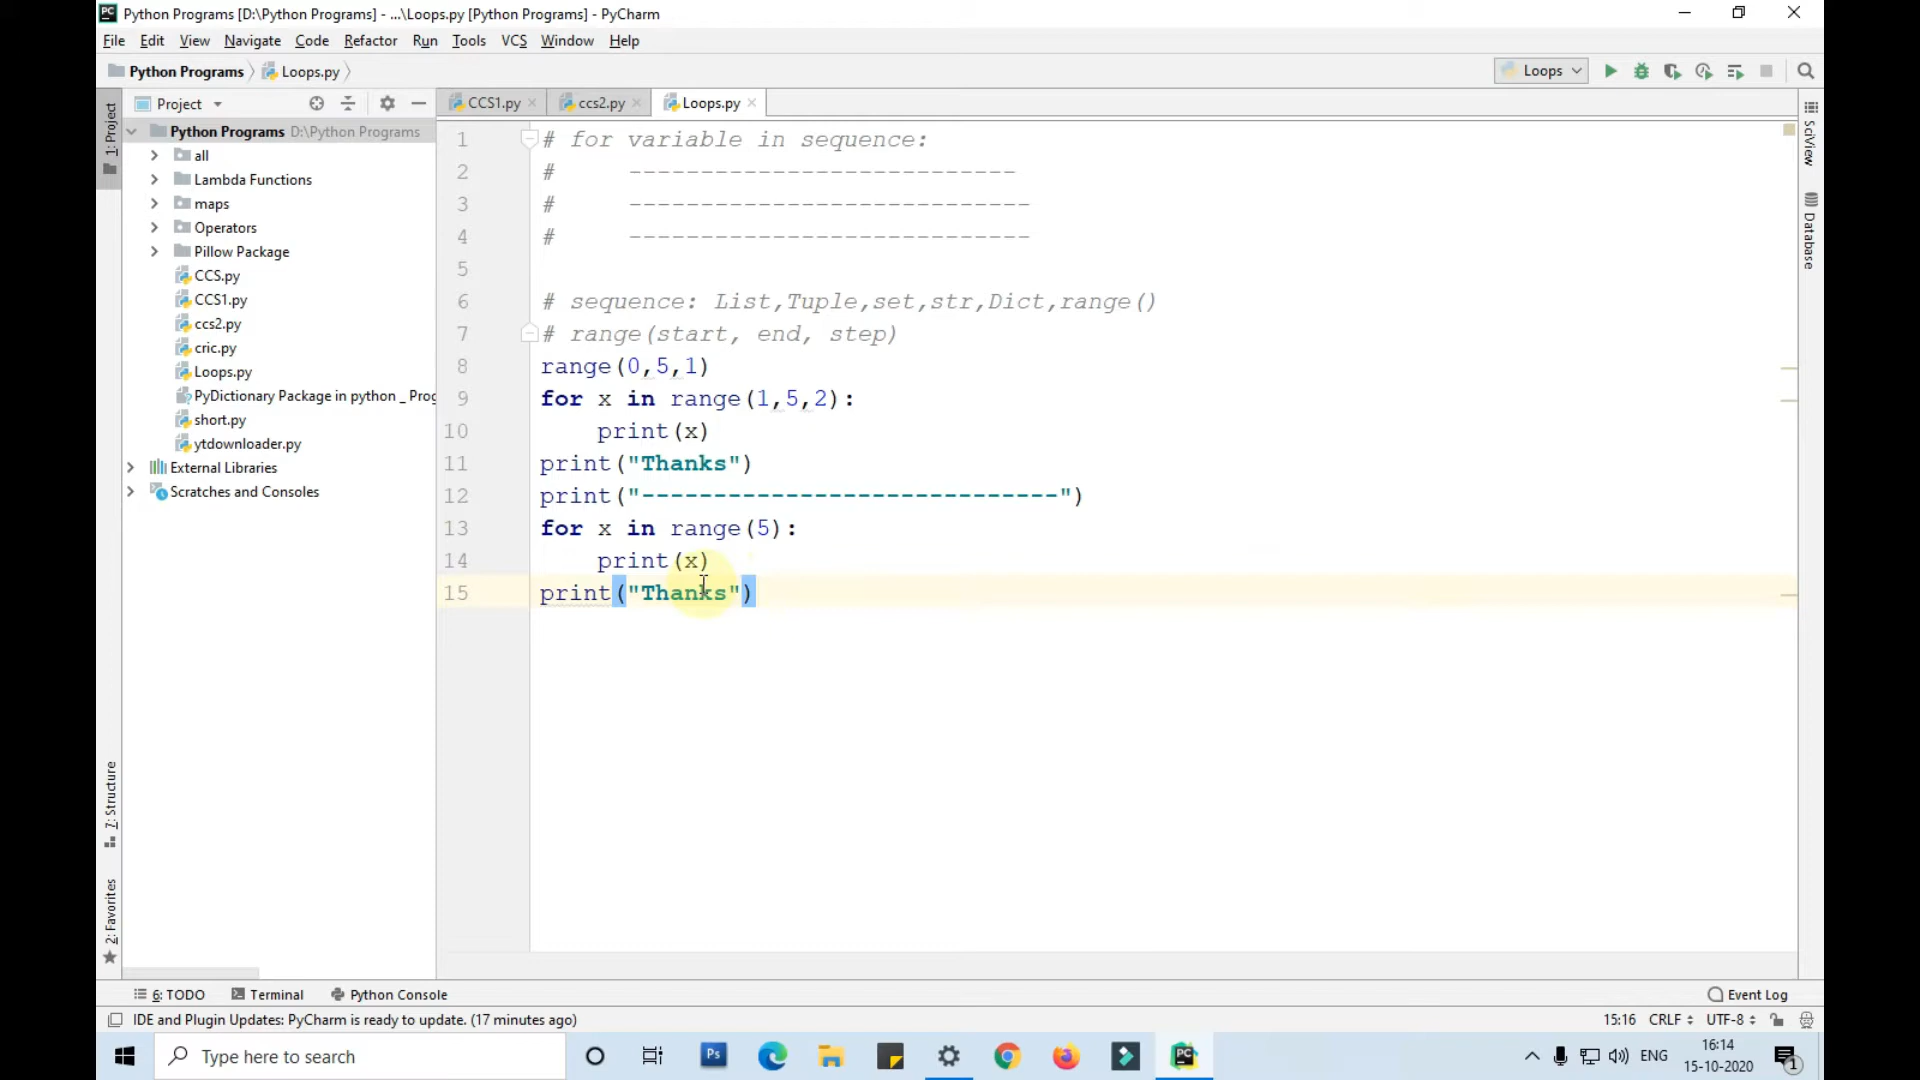 Python Programs [D:\Python Programs] - ...\Loops.py [Python Programs] - PyCharm
File Edit View Navigate Code Refactor Run Tools VCS Window Help
Python Programs Loops.py Loops
Project CCS1.py ccs2.py Loops.py
1: Project
Python Programs D:\Python Programs
all
Lambda Functions
maps
Operators
Pillow Package
CCS.py
CCS1.py
ccs2.py
cric.py
Loops.py
PyDictionary Package in python _ Prog
short.py
ytdownloader.py
External Libraries
Scratches and Consoles
7: Structure
2: Favorites
1 # for variable in sequence:
2 #     ---------------------------
3 #     ----------------------------
4 #     ----------------------------
5
6 # sequence: List,Tuple,set,str,Dict,range()
7 # range(start, end, step)
8 range(0,5,1)
9 for x in range(1,5,2):
10     print(x)
11 print("Thanks")
12 print("-----------------------------")
13 for x in range(5):
14     print(x)
15 print("Thanks")
SciView
Database
6: TODO Terminal Python Console Event Log
IDE and Plugin Updates: PyCharm is ready to update. (17 minutes ago) 15:16 CRLF UTF-8
Type here to search Ps PC ENG 16:14
15-10-2020 1